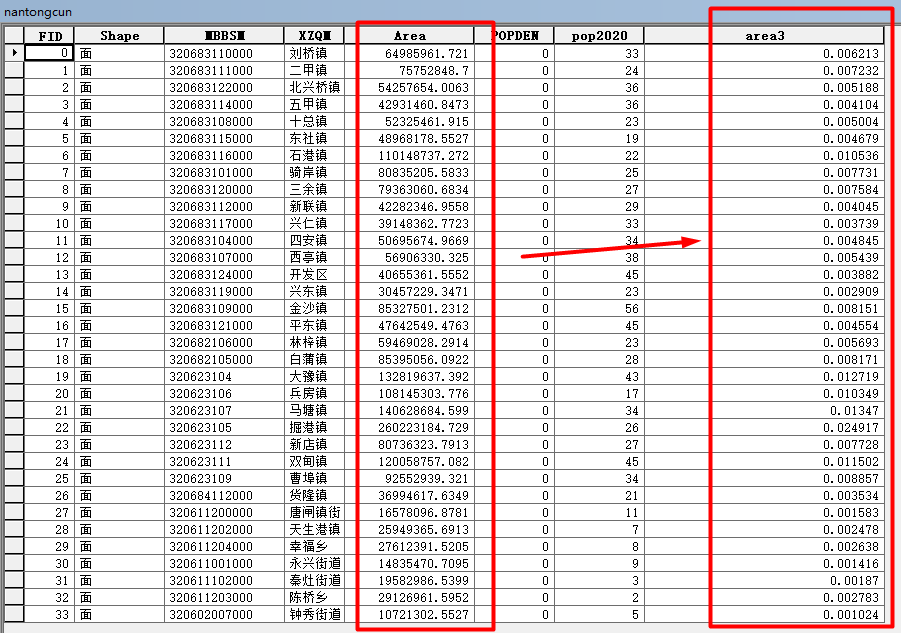 nantongcun
FID Shape MBBSM XZQM Area POPDEN pop2020 area3
0 面 320683110000 刘桥镇 64985961.721 0 33 0.006213
1 面 320683111000 二甲镇 75752848.7 0 24 0.007232
2 面 320683122000 北兴桥镇 54257654.0063 0 36 0.005188
3 面 320683114000 五甲镇 42931460.8473 0 36 0.004104
4 面 320683108000 十总镇 52325461.915 0 23 0.005004
5 面 320683115000 东社镇 48968178.5527 0 19 0.004679
6 面 320683116000 石港镇 110148737.272 0 22 0.010536
7 面 320683101000 骑岸镇 80835205.5833 0 25 0.007731
8 面 320683120000 三余镇 79363060.6834 0 27 0.007584
9 面 320683112000 新联镇 42282346.9558 0 29 0.004045
10 面 320683117000 兴仁镇 39148362.7723 0 33 0.003739
11 面 320683104000 四安镇 50695674.9669 0 34 0.004845
12 面 320683107000 西亭镇 56906330.325 0 38 0.005439
13 面 320683124000 开发区 40655361.5552 0 45 0.003882
14 面 320683119000 兴东镇 30457229.3471 0 23 0.002909
15 面 320683109000 金沙镇 85327501.2312 0 56 0.008151
16 面 320683121000 平东镇 47642549.4763 0 45 0.004554
17 面 320682106000 林梓镇 59469028.2914 0 23 0.005693
18 面 320682105000 白蒲镇 85395056.0922 0 28 0.008171
19 面 320623104 大豫镇 132819637.392 0 43 0.012719
20 面 320623106 兵房镇 108145303.776 0 17 0.010349
21 面 320623107 马塘镇 140628684.599 0 34 0.01347
22 面 320623105 掘港镇 260223184.729 0 26 0.024917
23 面 320623112 新店镇 80736323.7913 0 27 0.007728
24 面 320623111 双甸镇 120058757.082 0 45 0.011502
25 面 320623109 曹埠镇 92552939.321 0 34 0.008857
26 面 320684112000 货隆镇 36994617.6349 0 21 0.003534
27 面 320611200000 唐闸镇街 16578096.8781 0 11 0.001583
28 面 320611202000 天生港镇 25949365.6913 0 7 0.002478
29 面 320611204000 幸福乡 27612391.5205 0 8 0.002638
30 面 320611001000 永兴街道 14835470.7095 0 9 0.001416
31 面 320611102000 秦灶街道 19582986.5399 0 3 0.00187
32 面 320611203000 陈桥乡 29126961.5952 0 2 0.002783
33 面 320602007000 钟秀街道 10721302.5527 0 5 0.001024